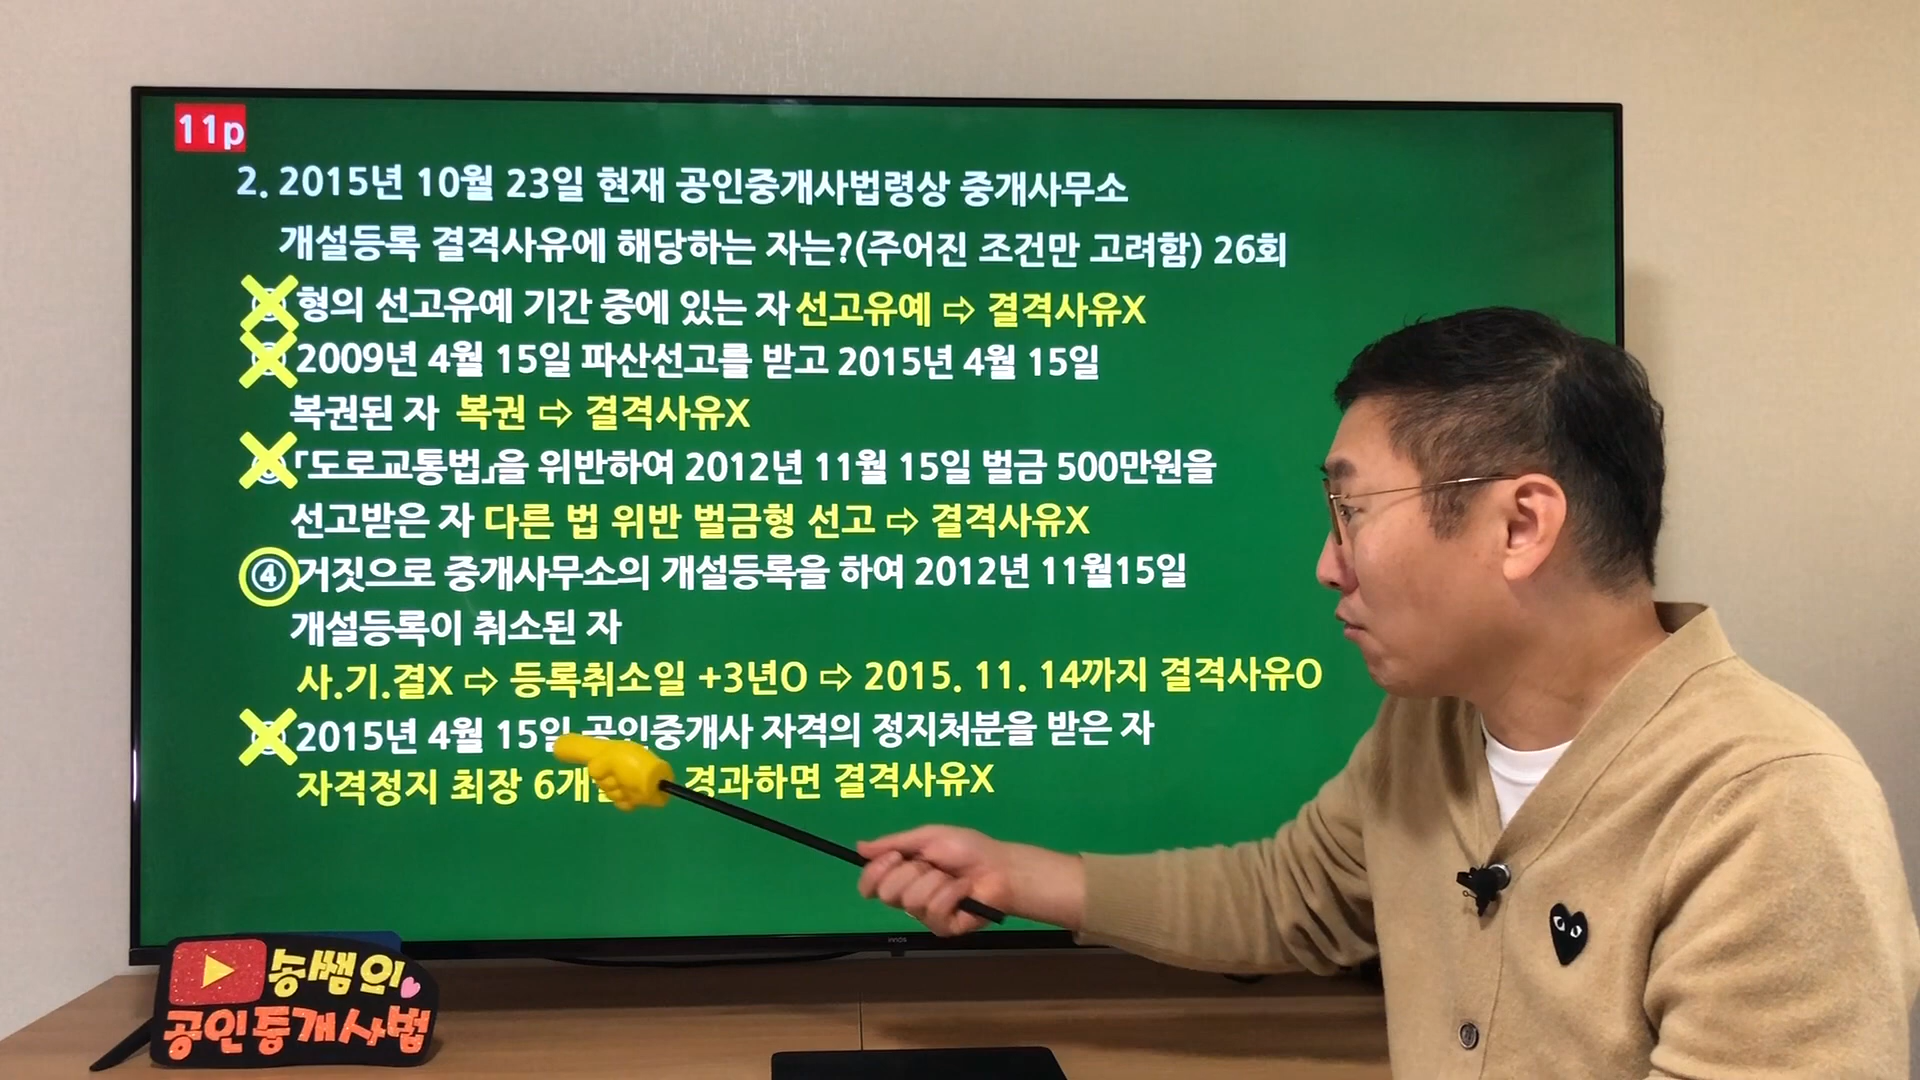 11p
2. 2015년 10월 23일 현재 공인중개사법령상 중개사무소
개설등록 결격사유에 해당하는 자는?(주어진 조건만 고려함) 26회
형의 선고유예 기간 중에 있는 자 선고유예 ⇨ 결격사유X
2009년 4월 15일 파산선고를 받고 2015년 4월 15일
복권된 자 복권 ⇨ 결격사유X
「도로교통법」을 위반하여 2012년 11월 15일 벌금 500만원을
선고받은 자 다른 법 위반 벌금형 선고 ⇨ 결격사유X
④ 거짓으로 중개사무소의 개설등록을 하여 2012년 11월15일
개설등록이 취소된 자
사.기.결X ⇨ 등록취소일 +3년O ⇨ 2015. 11. 14까지 결격사유O
2015년 4월 15일 공인중개사 자격의 정지처분을 받은 자
자격정지 최장 6개 경과하면 결격사유X
innos
송쌤의
공인중개사법